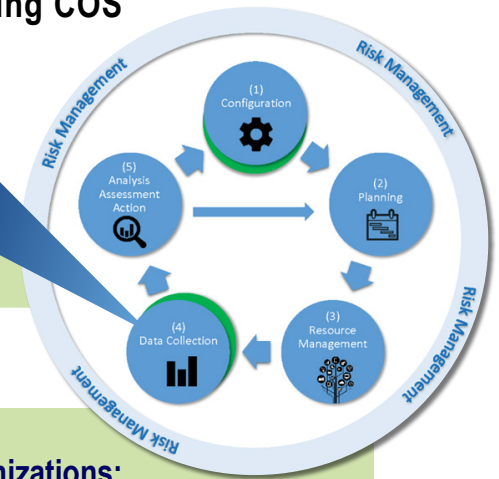 ing COS
Risk Management
Risk Management
(1)
Configuration
(5)
Analysis
Assessment
Action
(2)
Planning
(4)
Data Collection
(3)
Resource
Management
Risk Management
Risk Management
nizations: